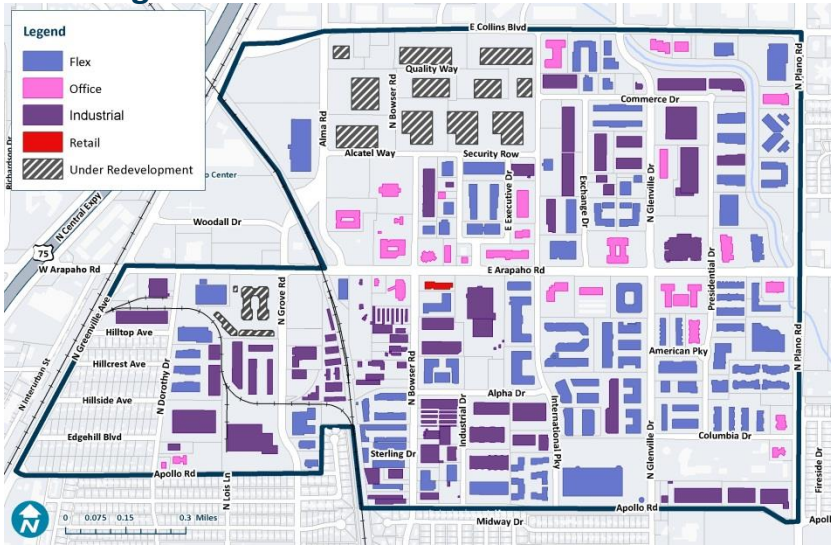 Legend
Flex
Office
Industrial
Retail
Under Redevelopment
E Collins Blvd
Quality Way
N Plano Rd
N Bowser Rd
Commerce Dr
Alma Rd
Alcatel Way
Security Row
E Executive Dr
Exchange Dr
N Glenville Dr
Center
N Central Expy
75
Woodall Dr
W Arapaho Rd
E Arapaho Rd
Presidential Dr
N Grove Rd
N Greenville Ave
Hilltop Ave
N Interurban St
Hillcrest Ave
N Dorothy Dr
Hillside Ave
Edgehill Blvd
American Pky
N Plano Rd
N Bowser Rd
Alpha Dr
Industrial Dr
International Pky
N Glenville Dr
Columbia Dr
Sterling Dr
Apollo Rd
N Lois Ln
Fireside Dr
Apollo Rd
Midway Dr
N
0 0.075 0.15 0.3 Miles